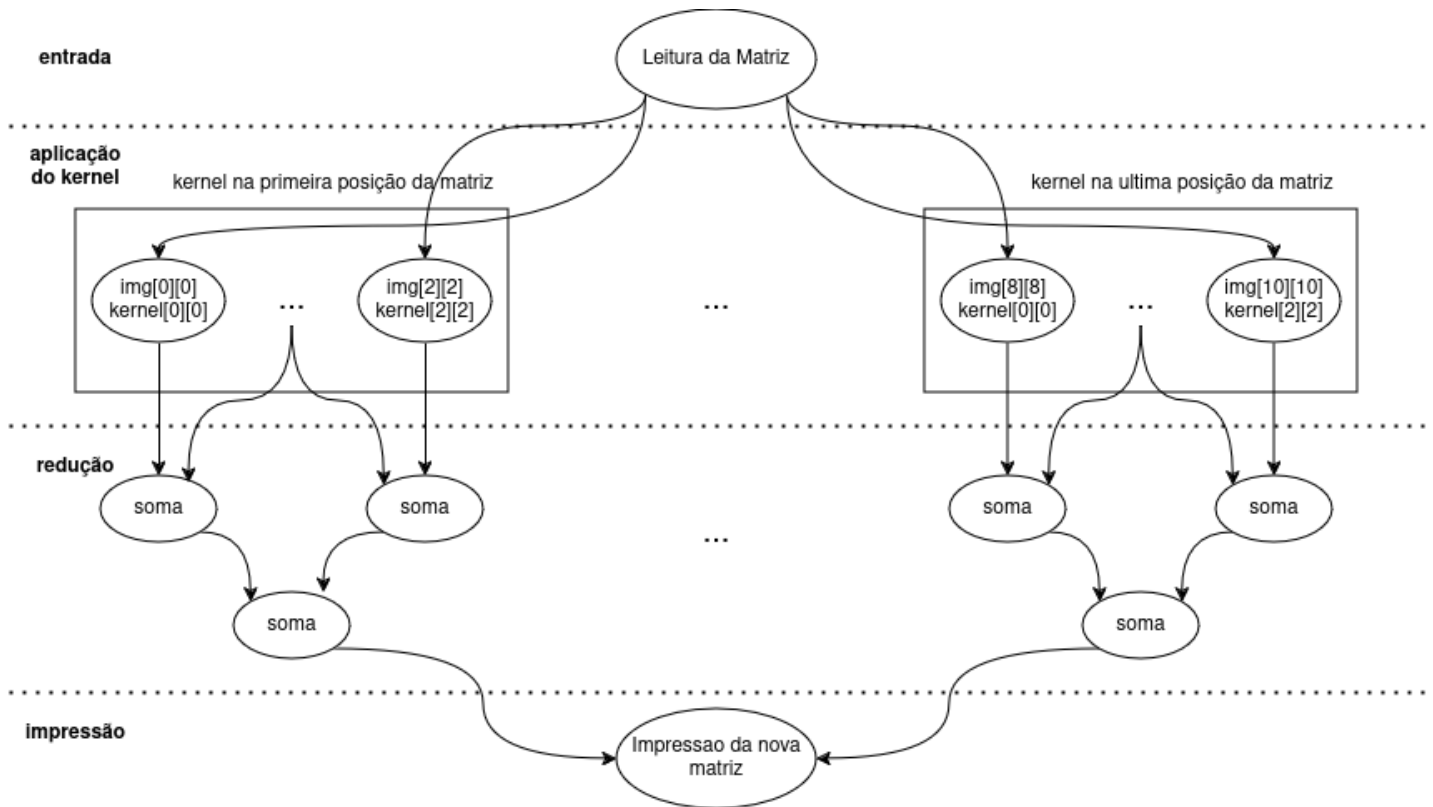 entrada
Leitura da Matriz
aplicação
do kernel
kernel na primeira posição da matriz
kernel na ultima posição da matriz
img[0][0]
kernel[0][0]
...
img[2][2]
kernel[2][2]
...
img[8][8]
kernel[0][0]
...
img[10][10]
kernel[2][2]
redução
soma
soma
...
soma
soma
soma
soma
impressão
Impressao da nova
matriz